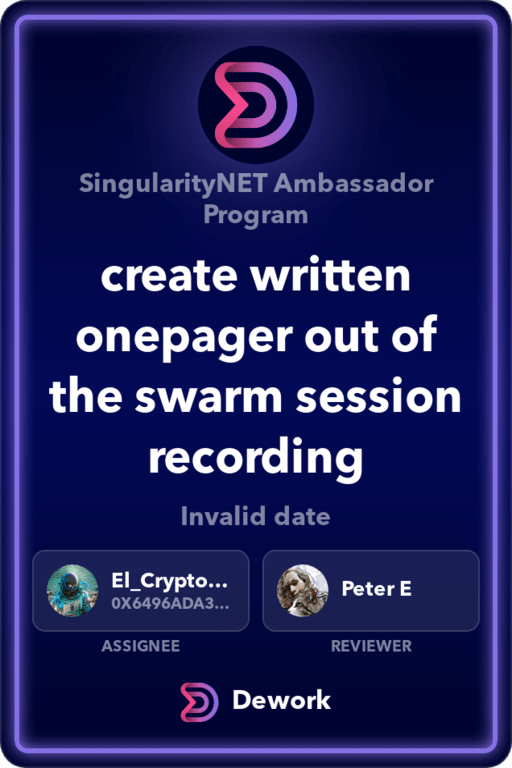 SingularityNET Ambassador
Program
create written
onepager out of
the swarm session
recording
Invalid date
El_Crypto...
0X6496ADA3...
Peter E
ASSIGNEE
REVIEWER
Dework